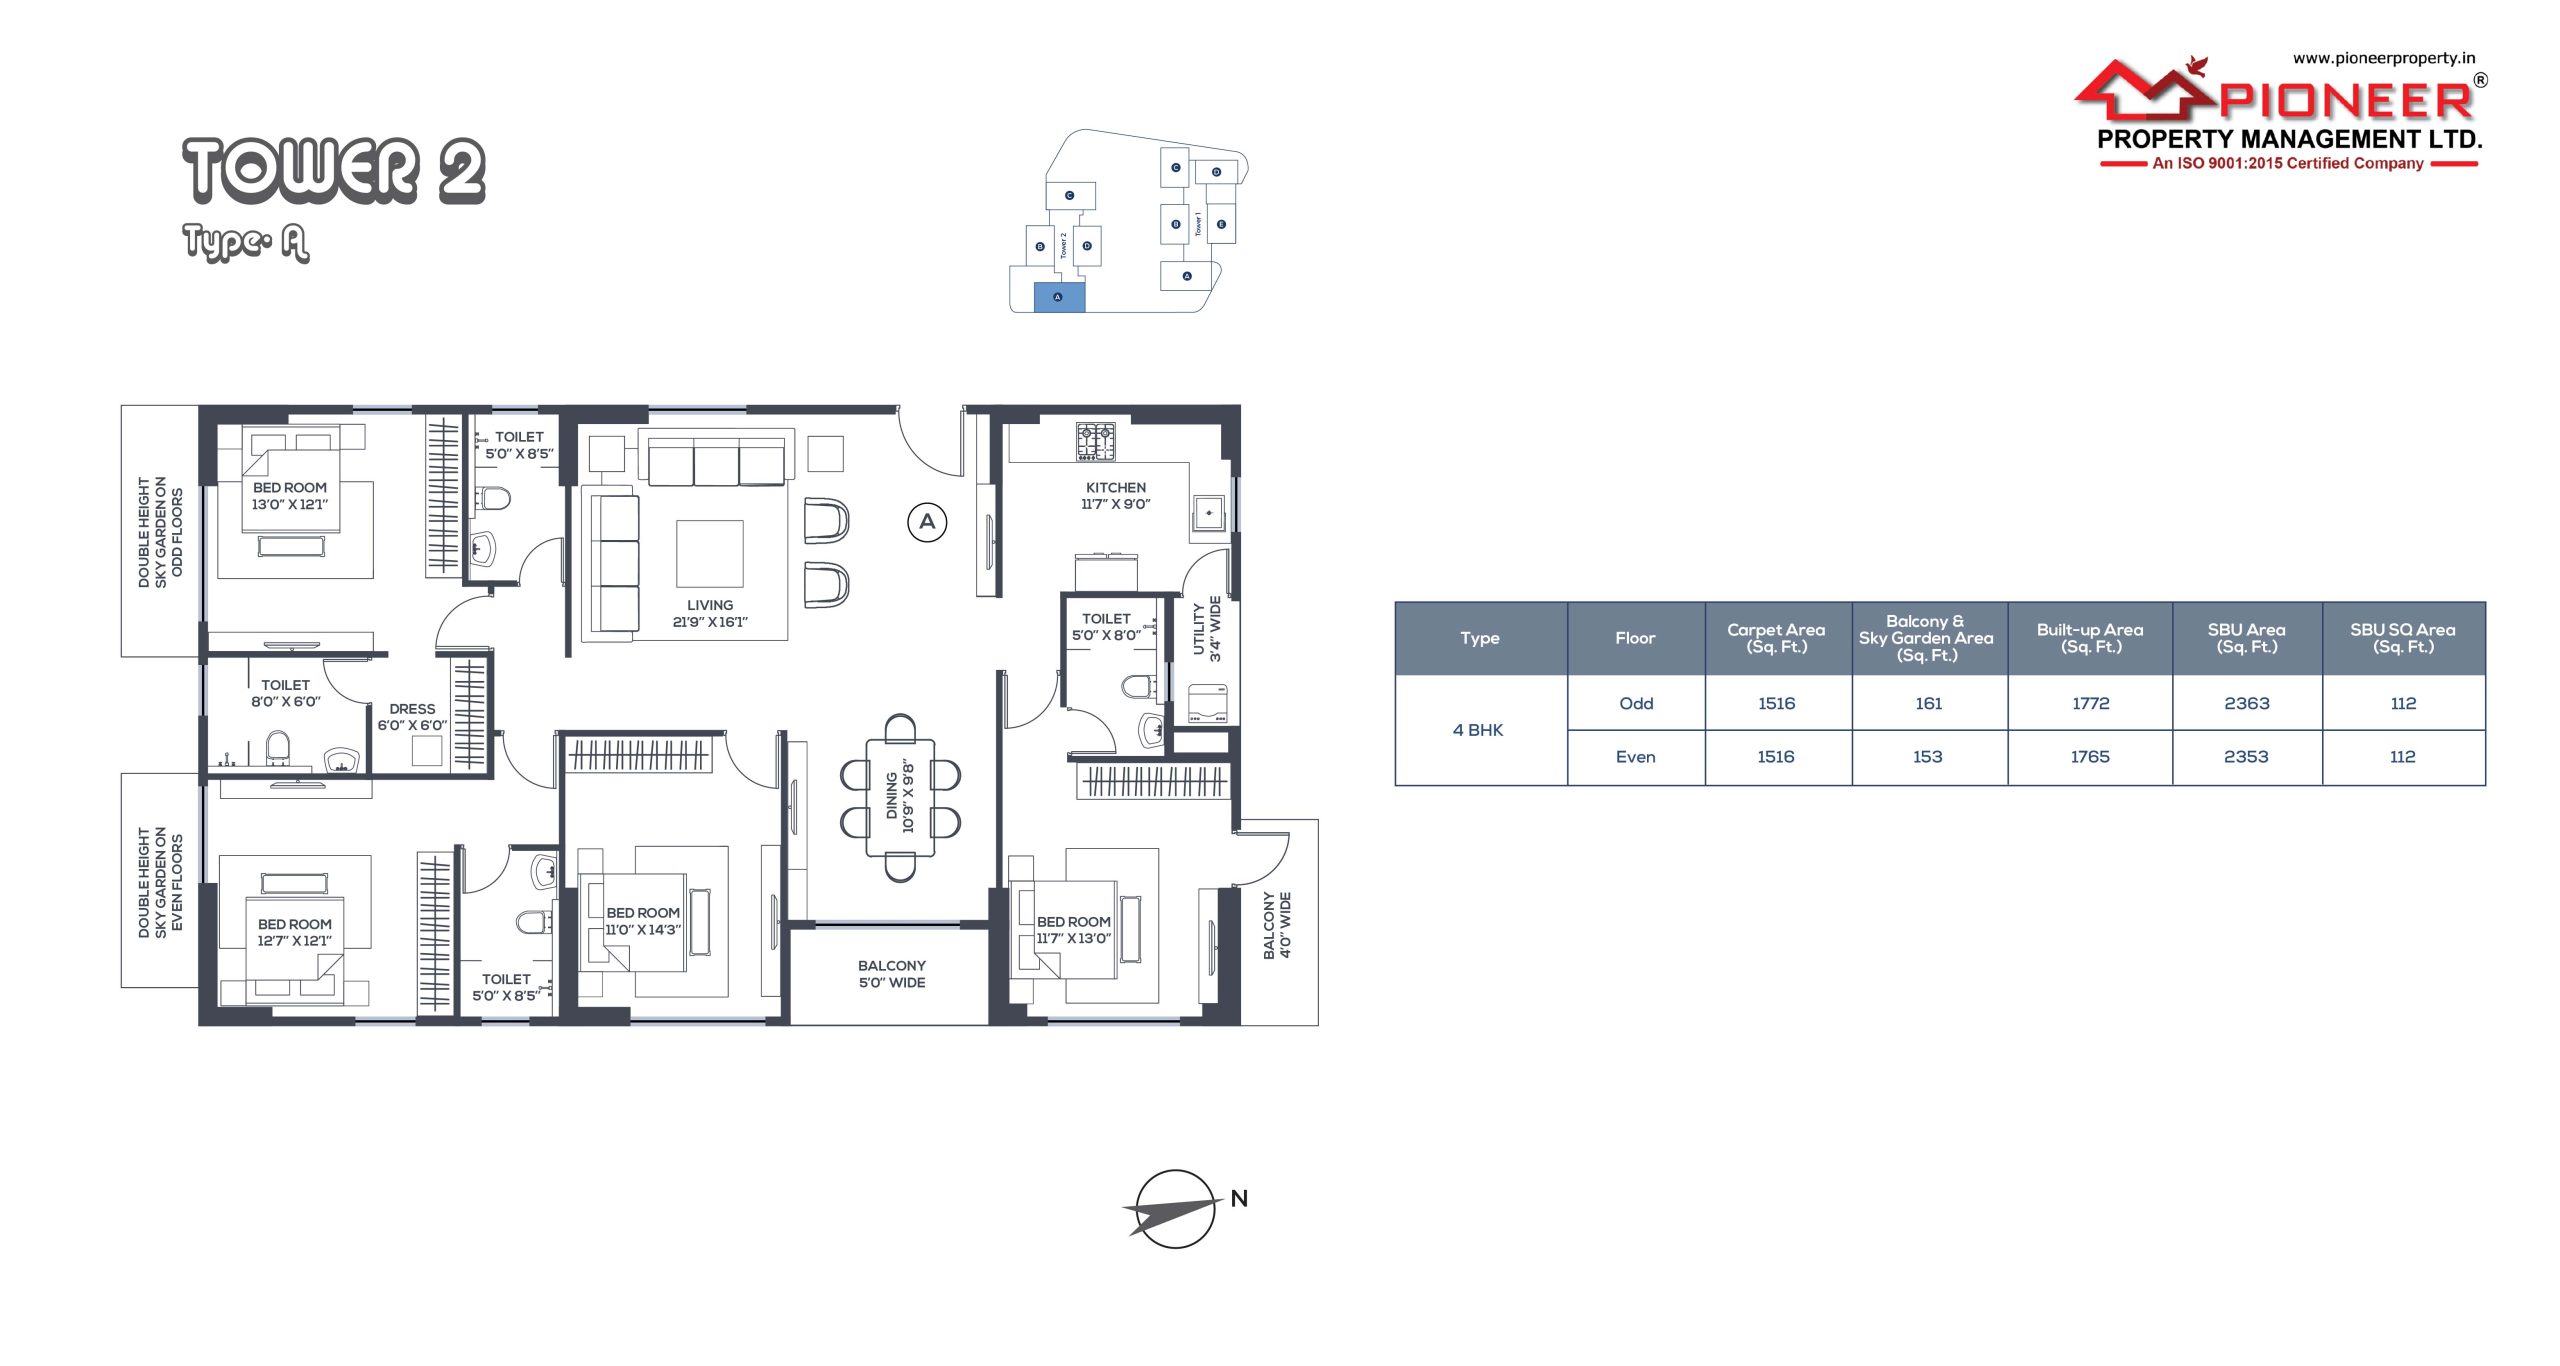 www.pioneerproperty.in
PIONEER®
PROPERTY MANAGEMENT LTD.
An ISO 9001:2015 Certified Company
TOWER 2
Type- A
C
B
Tower 2
D
A
C
D
B
Tower 1
E
A
DOUBLE HEIGHT
SKY GARDEN ON
ODD FLOORS
BED ROOM
13'0" X 12'1"
TOILET
5'0" X 8'5"
LIVING
21'9" X 16'1"
A
KITCHEN
11'7" X 9'0"
TOILET
5'0" X 8'0"
UTILITY
3'4" WIDE
TOILET
8'0" X 6'0"
DRESS
6'0" X 6'0"
DINING
10'9" X 9'8"
DOUBLE HEIGHT
SKY GARDEN ON
EVEN FLOORS
BED ROOM
12'7" X 12'1"
TOILET
5'0" X 8'5"
BED ROOM
11'0" X 14'3"
BALCONY
5'0" WIDE
BED ROOM
11'7" X 13'0"
BALCONY
4'0" WIDE
Type Floor Carpet Area (Sq. Ft.) Balcony & Sky Garden Area (Sq. Ft.) Built-up Area (Sq. Ft.) SBU Area (Sq. Ft.) SBU SQ Area (Sq. Ft.)
4 BHK
Odd 1516 161 1772 2363 112
Even 1516 153 1765 2353 112
N